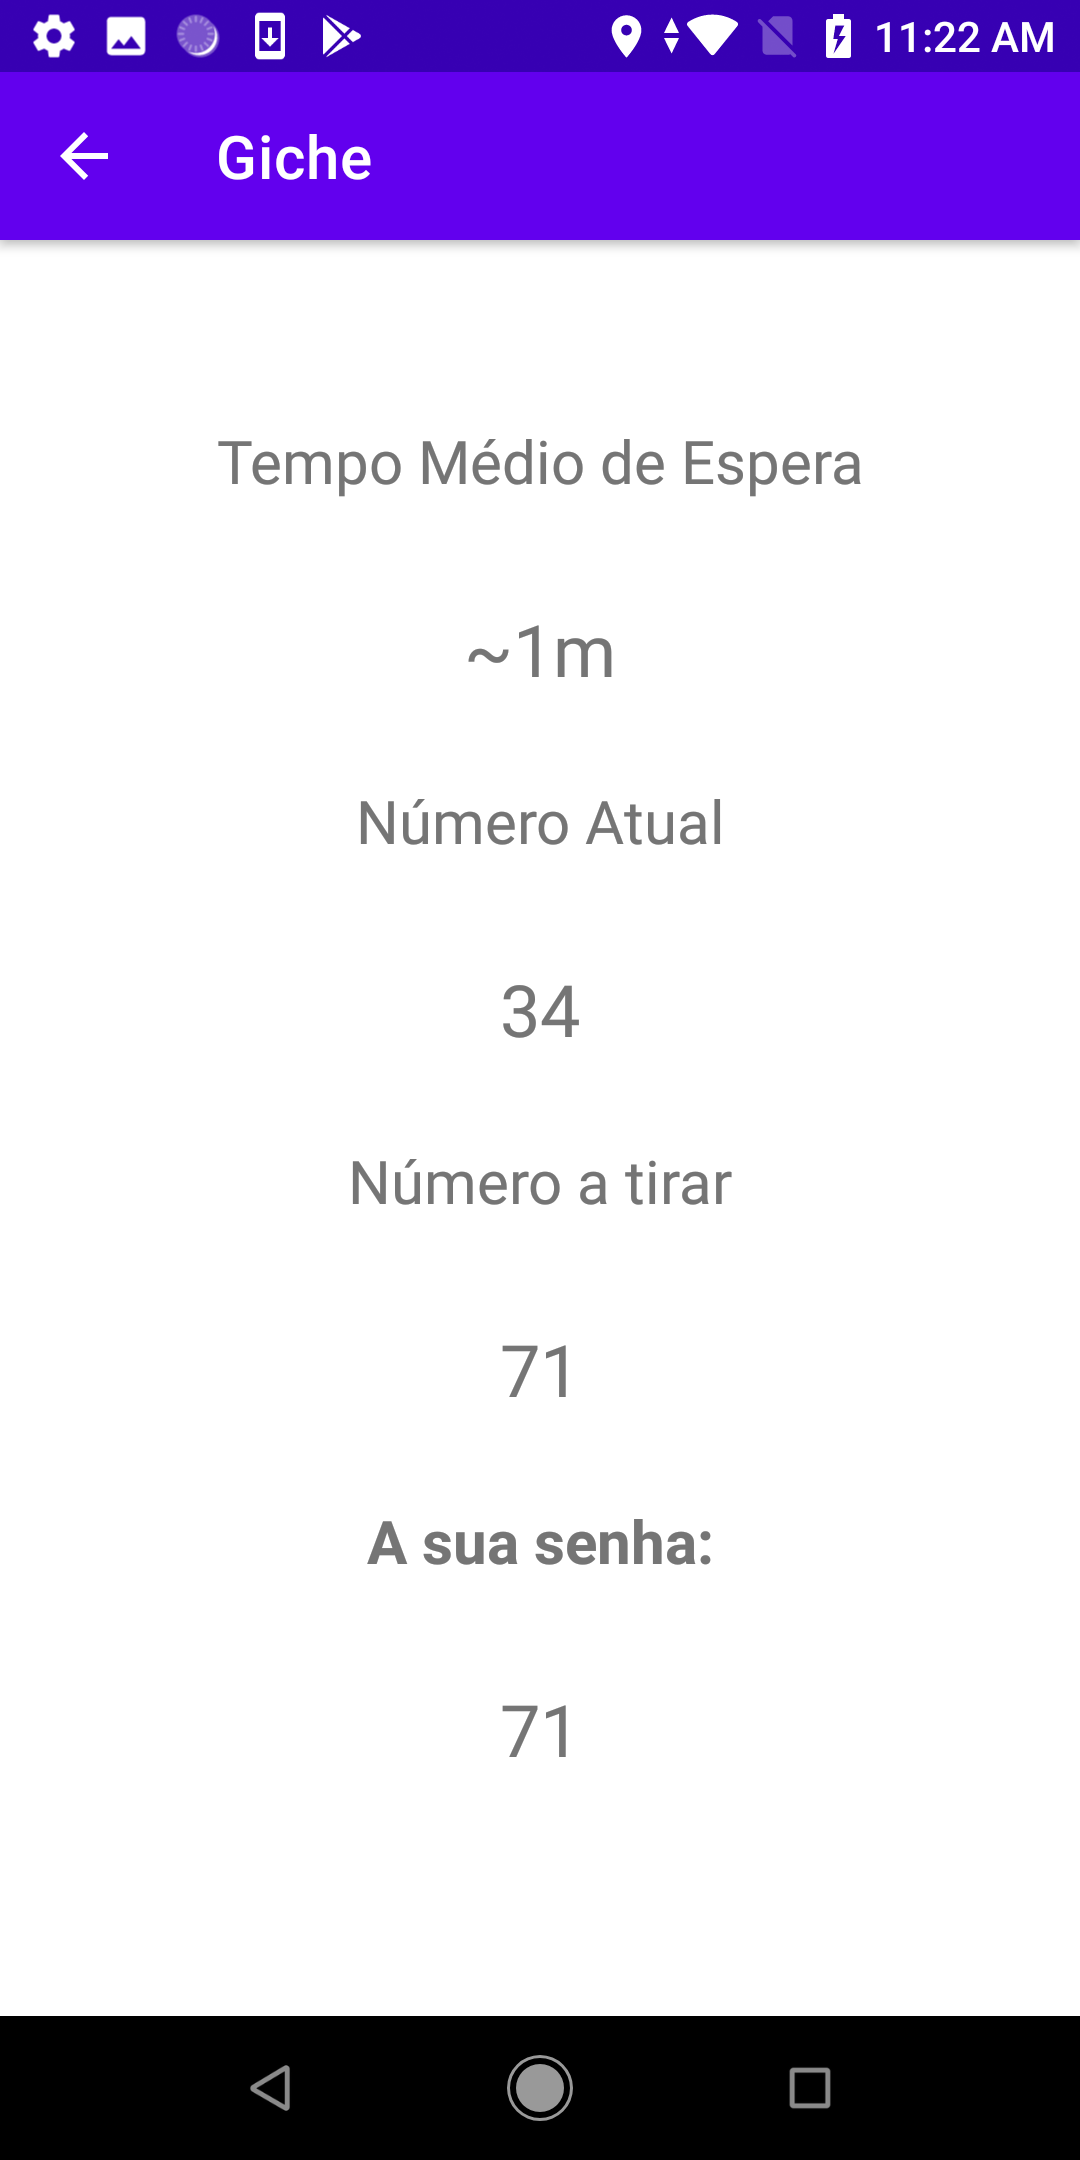 11:22 AM
Giche
Tempo Médio de Espera
~1m
Número Atual
34
Número a tirar
71
A sua senha:
71